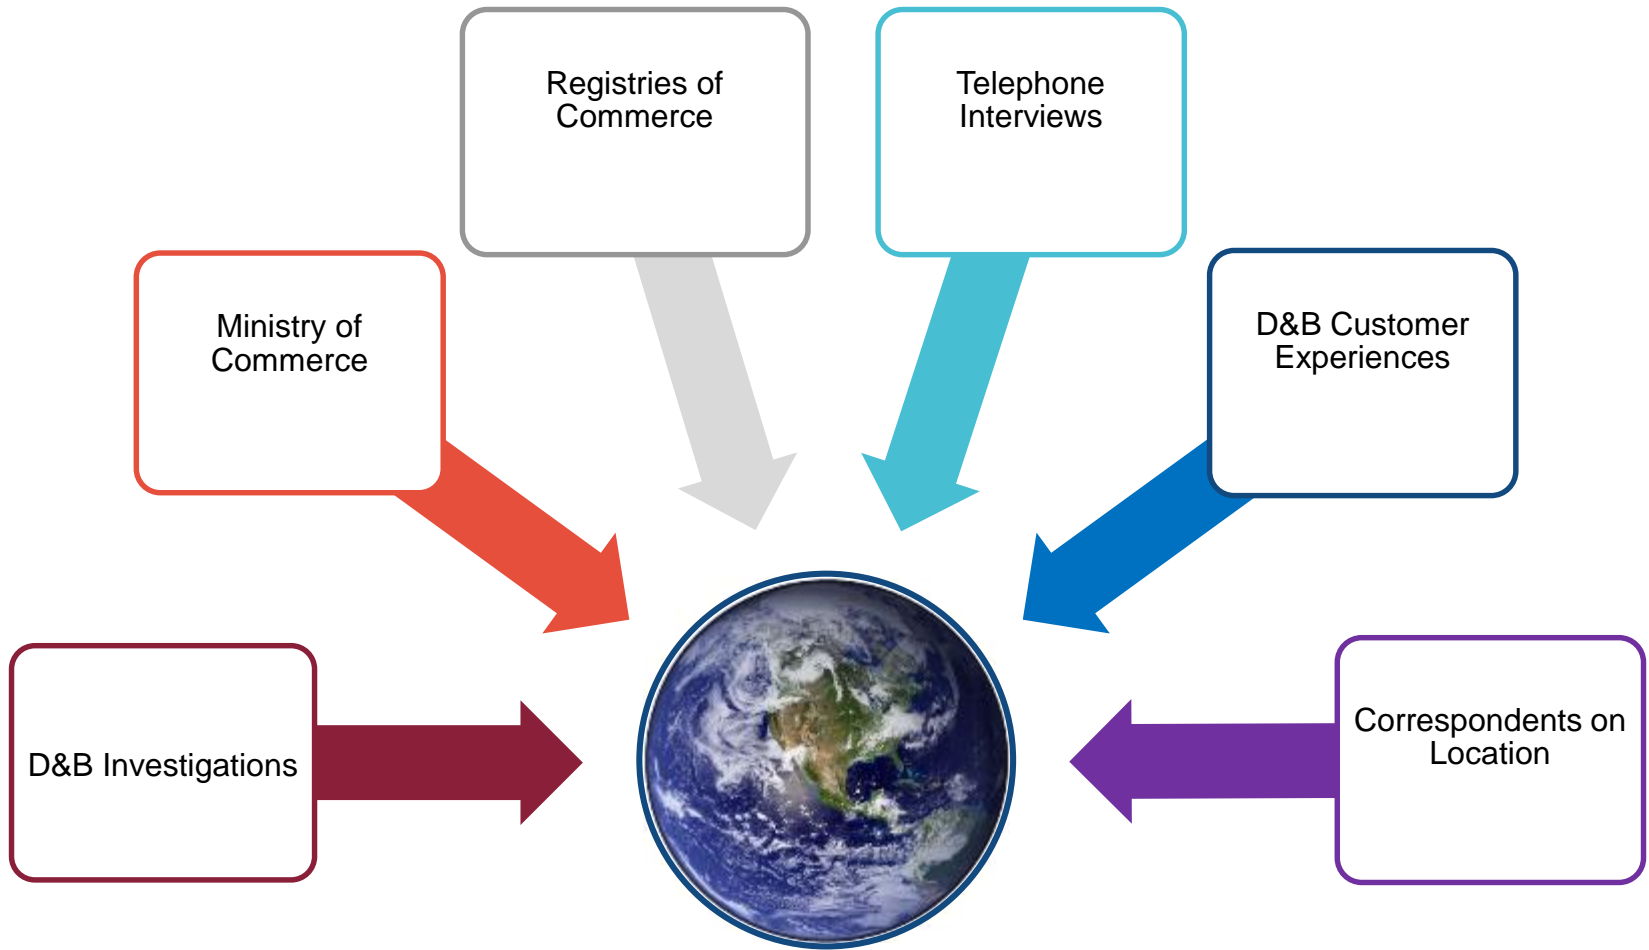 Registries of
Commerce
Telephone
Interviews
Ministry of
Commerce
D&B Customer
Experiences
D&B Investigations
Correspondents on
Location